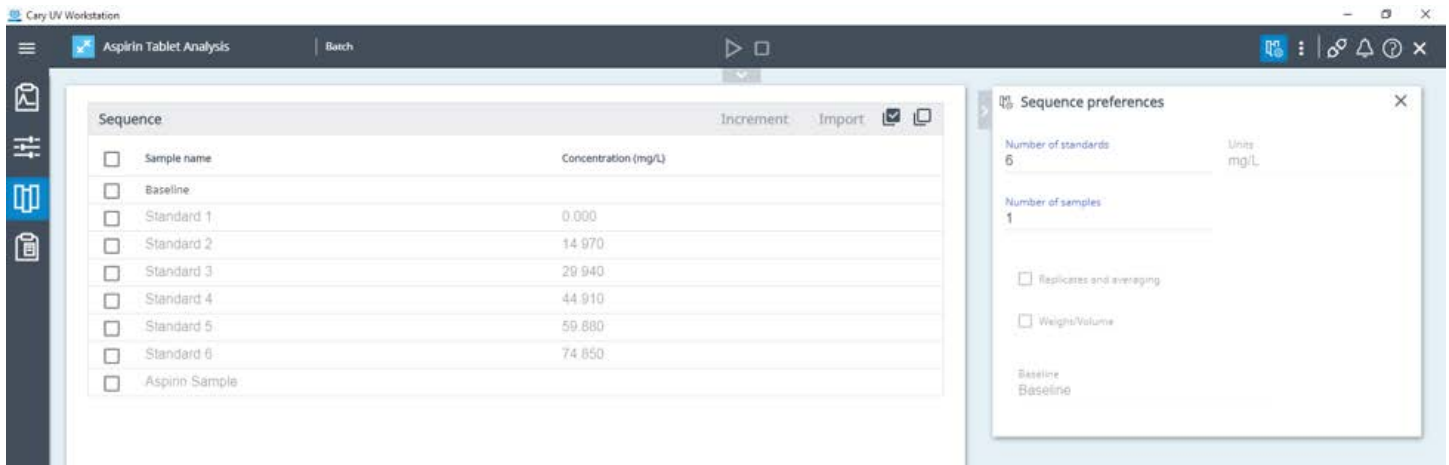 Cary UV Workstation
Aspirin Tablet Analysis
Batch
Sequence
Increment
Import
Sample name
Concentration (mg/L)
Baseline
Standard 1
0.000
Standard 2
14.970
Standard 3
29.940
Standard 4
44.910
Standard 5
59.880
Standard 6
74.850
Aspirin Sample
Sequence preferences
Number of standards
6
Units
mg/L
Number of samples
1
Replicates and averaging
Weight/Volume
Baseline
Baseline